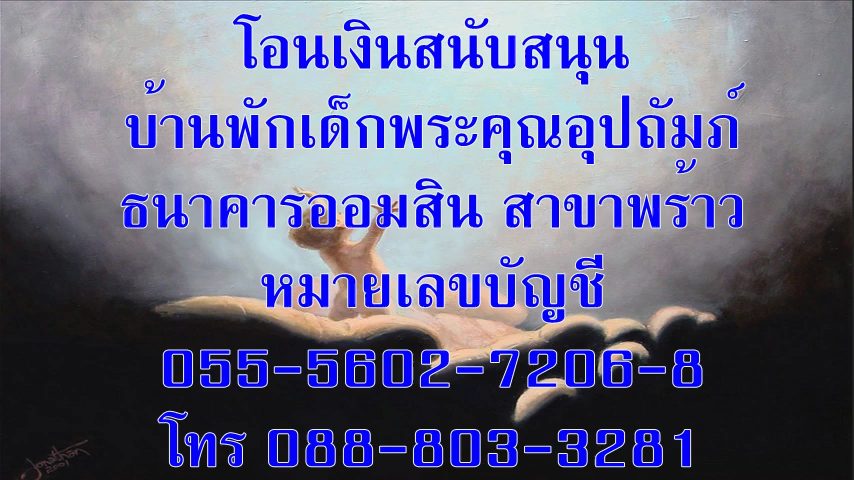 โอนเงินสนับสนุน
บ้านพักเด็กพระคุณอุปถัมภ์
ธนาคารออมสิน สาขาพร้าว
หมายเลขบัญชี
055-5602-7206-8
โทร 088-803-3281
Jonathan
2001